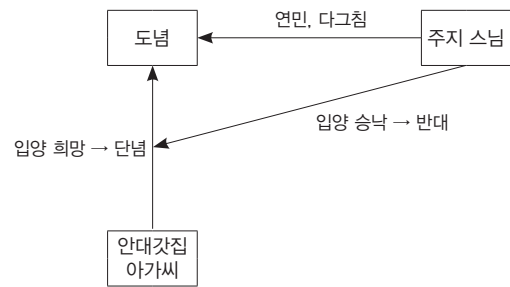 연민, 다그침
도념
주지 스님
입양 승낙 → 반대
입양 희망 → 단념
안대갓집
아가씨